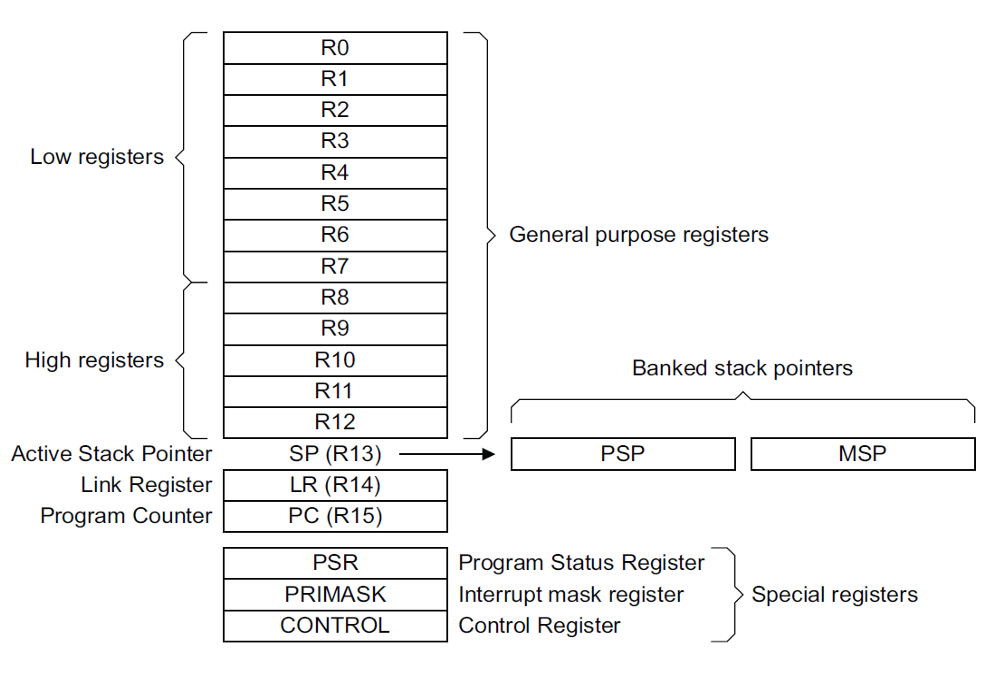 R0
R1
R2
R3
Low registers
R4
R5
R6
General purpose registers
R7
R8
R9
High registers
R10
Banked stack pointers
R11
R12
Active Stack Pointer SP (R13) PSP MSP
Link Register LR (R14)
Program Counter PC (R15)
PSR Program Status Register
PRIMASK Interrupt mask register Special registers
CONTROL Control Register